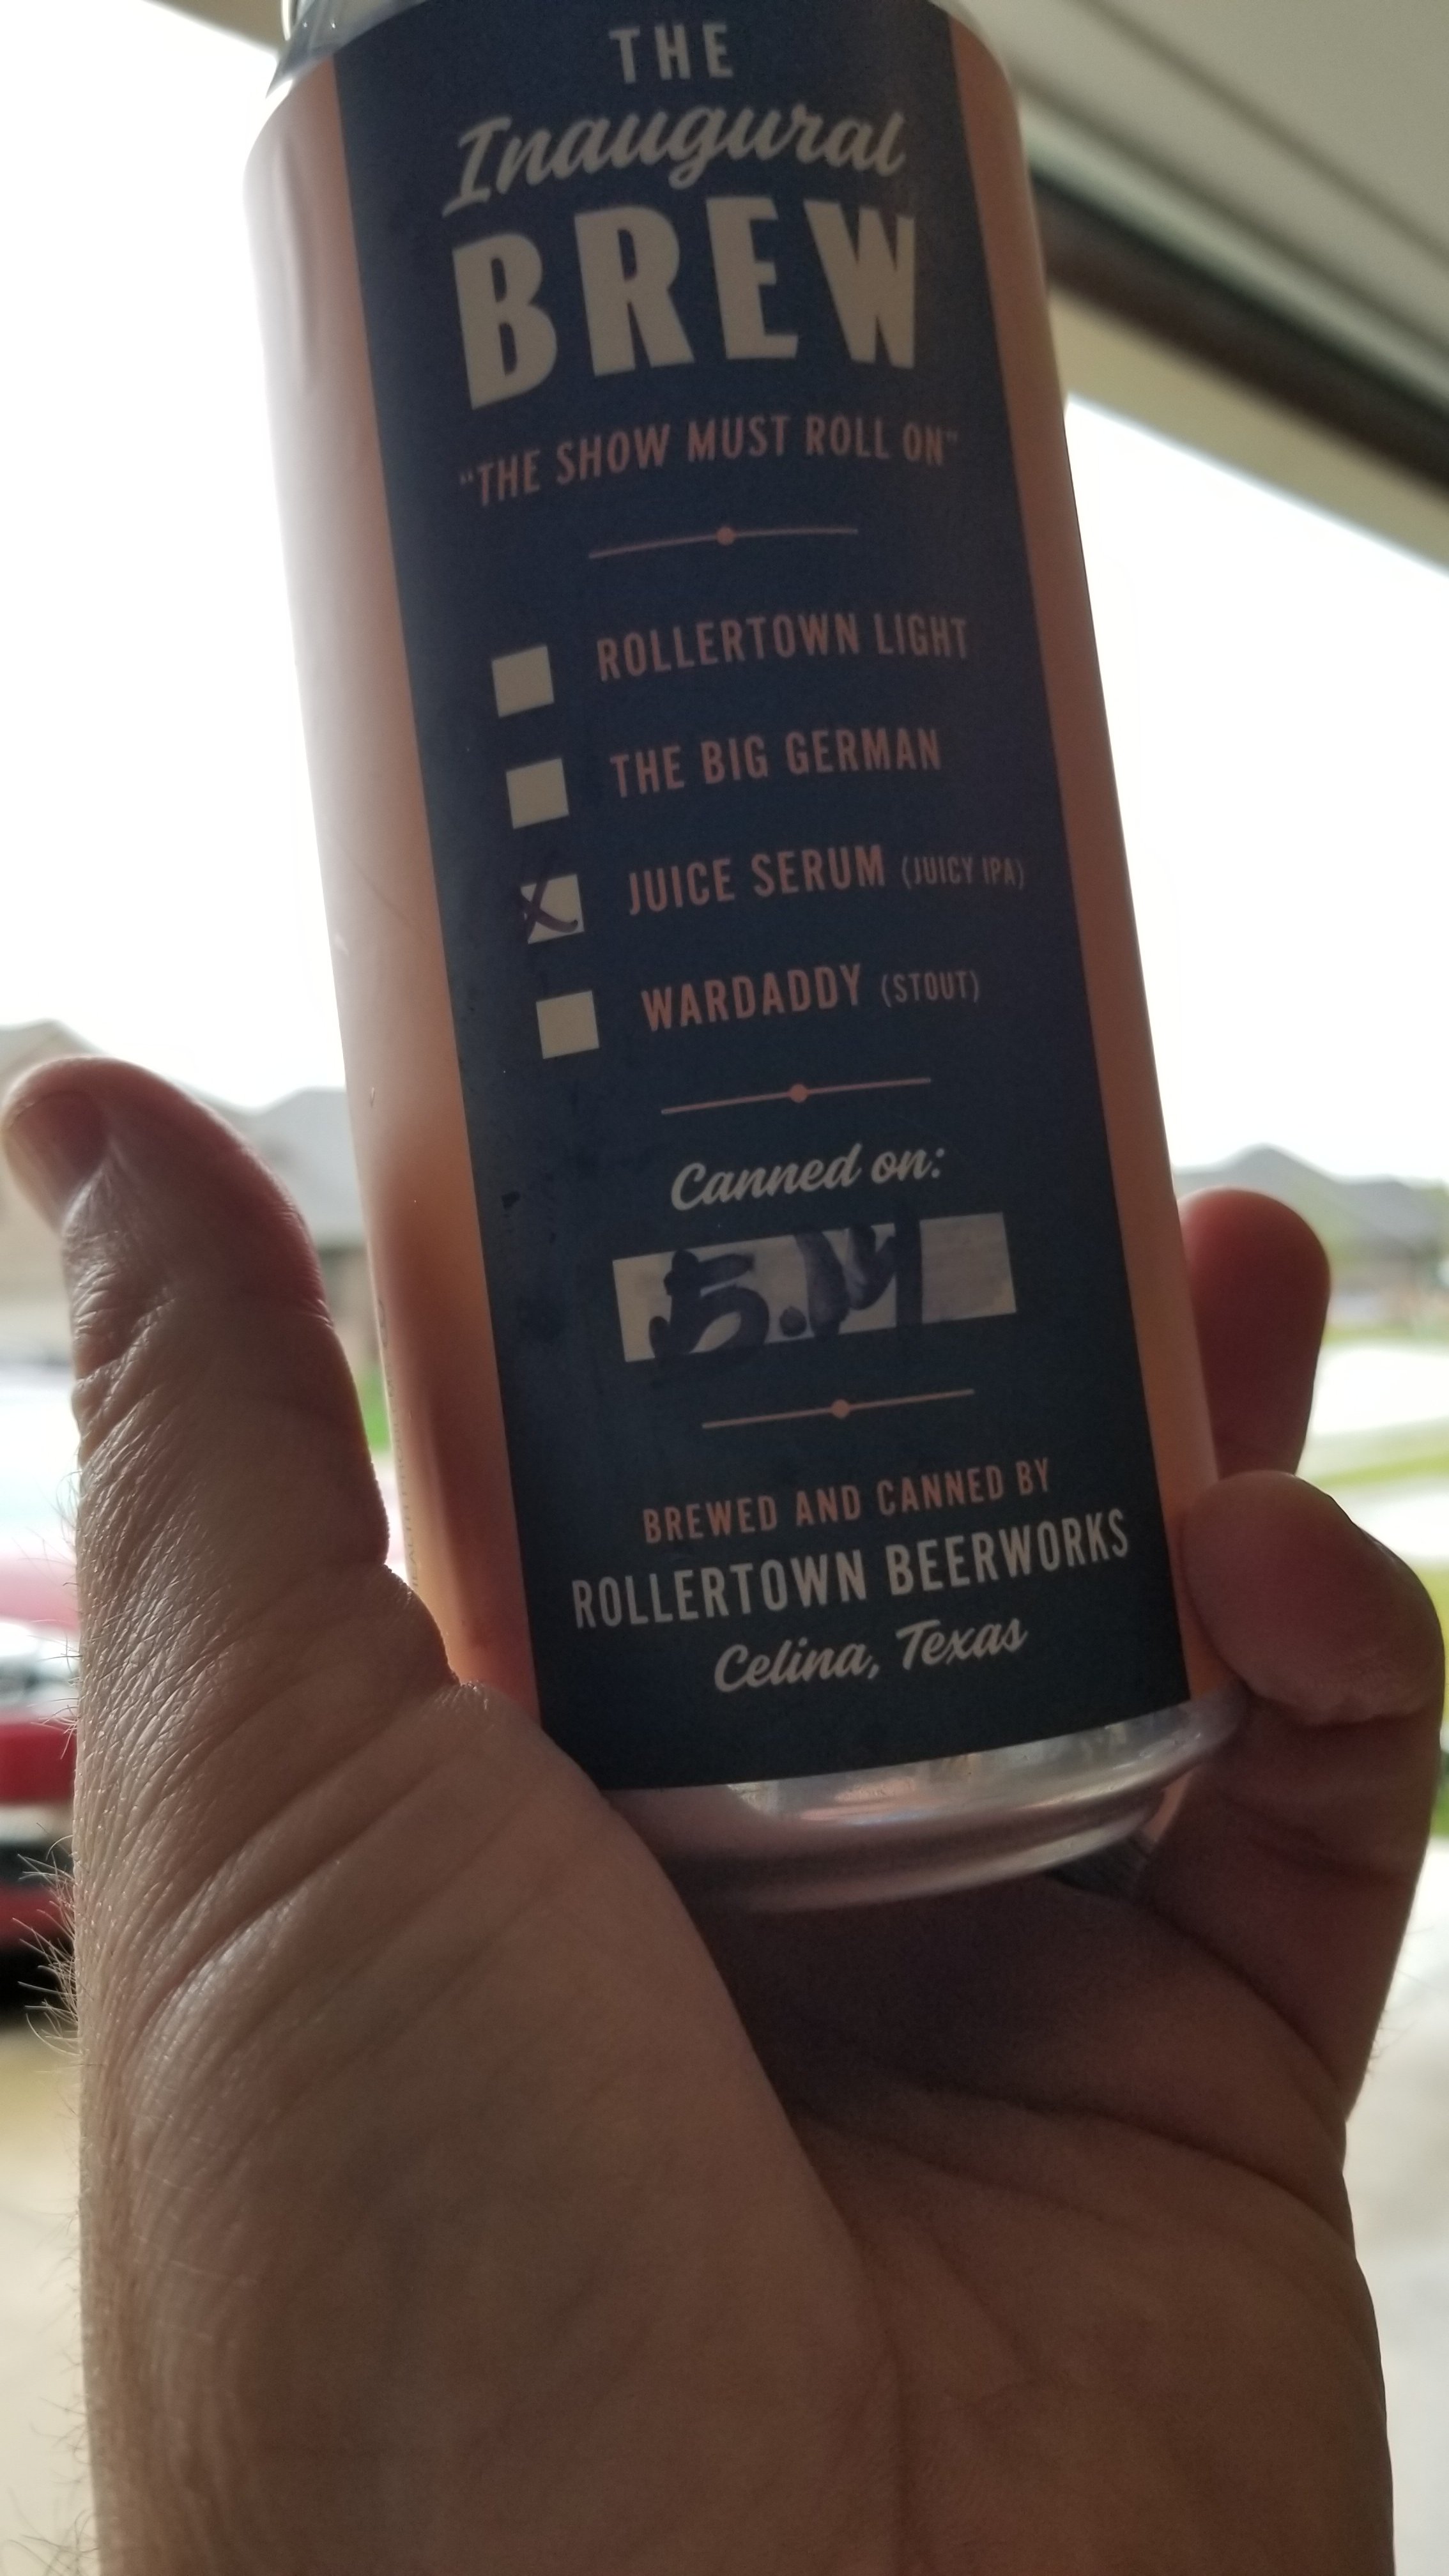 THE
Inaugural
BREW
“THE SHOW MUST ROLL ON”
ROLLERTOWN LIGHT
THE BIG GERMAN
X JUICE SERUM (JUICY IPA)
WARDADDY (STOUT)
Canned on:
BREWED AND CANNED BY
ROLLERTOWN BEERWORKS
Celina, Texas